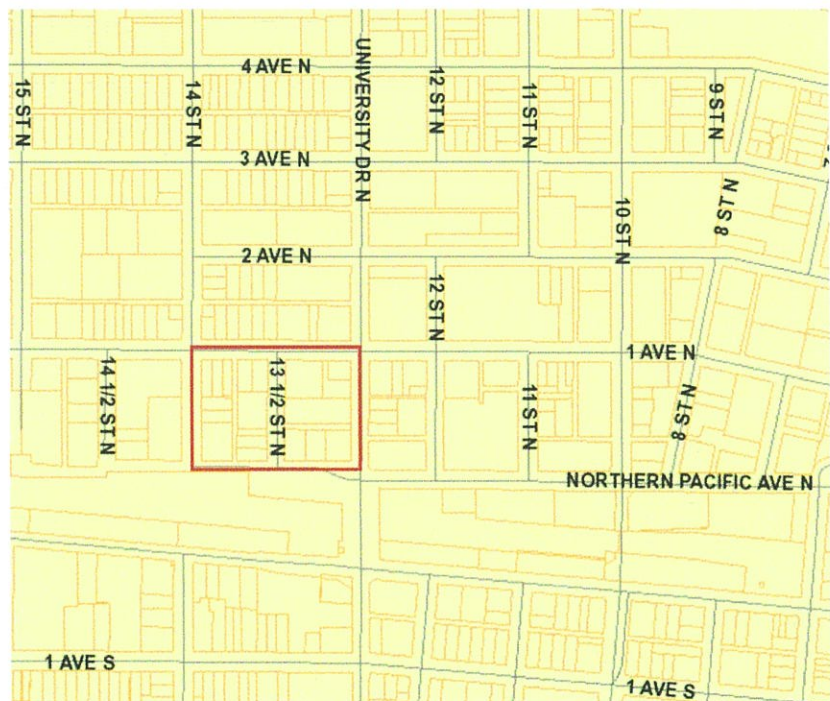 4 AVE N
UNIVERSITY DR N
15 ST N
14 ST N
12 ST N
11 ST N
9 ST N
3 AVE N
10 ST N
8 ST N
2 AVE N
12 ST N
1 AVE N
14 1/2 ST N
13 1/2 ST N
11 ST N
8 ST N
NORTHERN PACIFIC AVE N
1 AVE S
1 AVE S